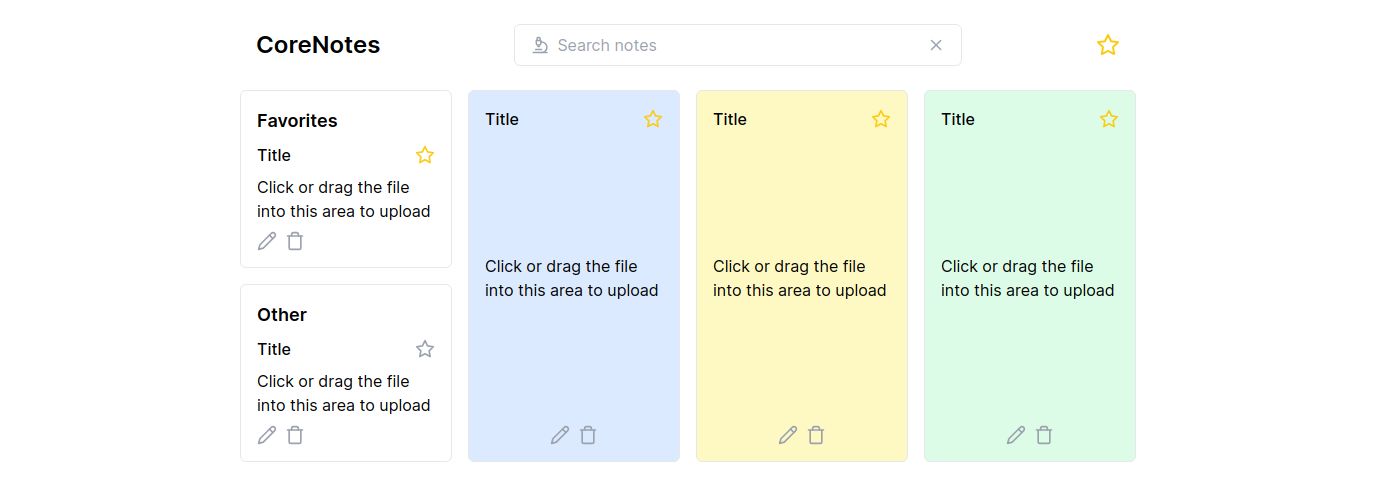 CoreNotes
Search notes
Favorites
Title
Click or drag the file
into this area to upload
Other
Title
Click or drag the file
into this area to upload
Title
Click or drag the file
into this area to upload
Title
Click or drag the file
into this area to upload
Title
Click or drag the file
into this area to upload